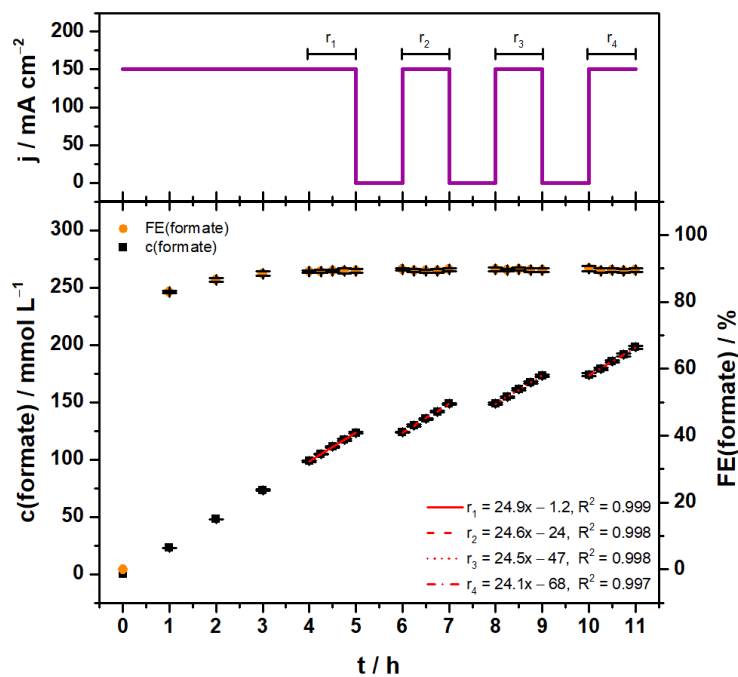 r₁ r₂ r₃ r₄
j / mA cm⁻²
200
150
100
50
0
FE(formate)
c(formate)
c(formate) / mmol L⁻¹
300
250
200
150
100
50
0
FE(formate) / %
100
80
60
40
20
0
r₁ = 24.9x – 1.2, R² = 0.999
r₂ = 24.6x – 24, R² = 0.998
r₃ = 24.5x – 47, R² = 0.998
r₄ = 24.1x – 68, R² = 0.997
0 1 2 3 4 5 6 7 8 9 10 11
t / h